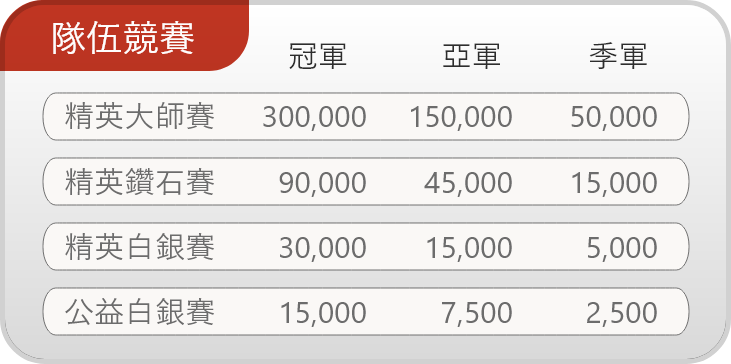 隊伍競賽
冠軍 亞軍 季軍
精英大師賽 300,000 150,000 50,000
精英鑽石賽 90,000 45,000 15,000
精英白銀賽 30,000 15,000 5,000
公益白銀賽 15,000 7,500 2,500